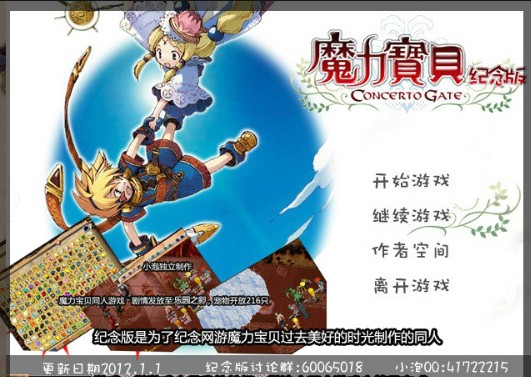 魔力寶貝纪念版
CONCERTO GATE
开始游戏
继续游戏
作者空间
离开游戏
小泡独立制作
魔力宝贝同人游戏 - 剧情发放至乐园之卵，宠物开放216只
纪念版是为了纪念网游魔力宝贝过去美好的时光制作的同人
更新日期2012.1.1 纪念版讨论群:60065018 小泡QQ:41722215